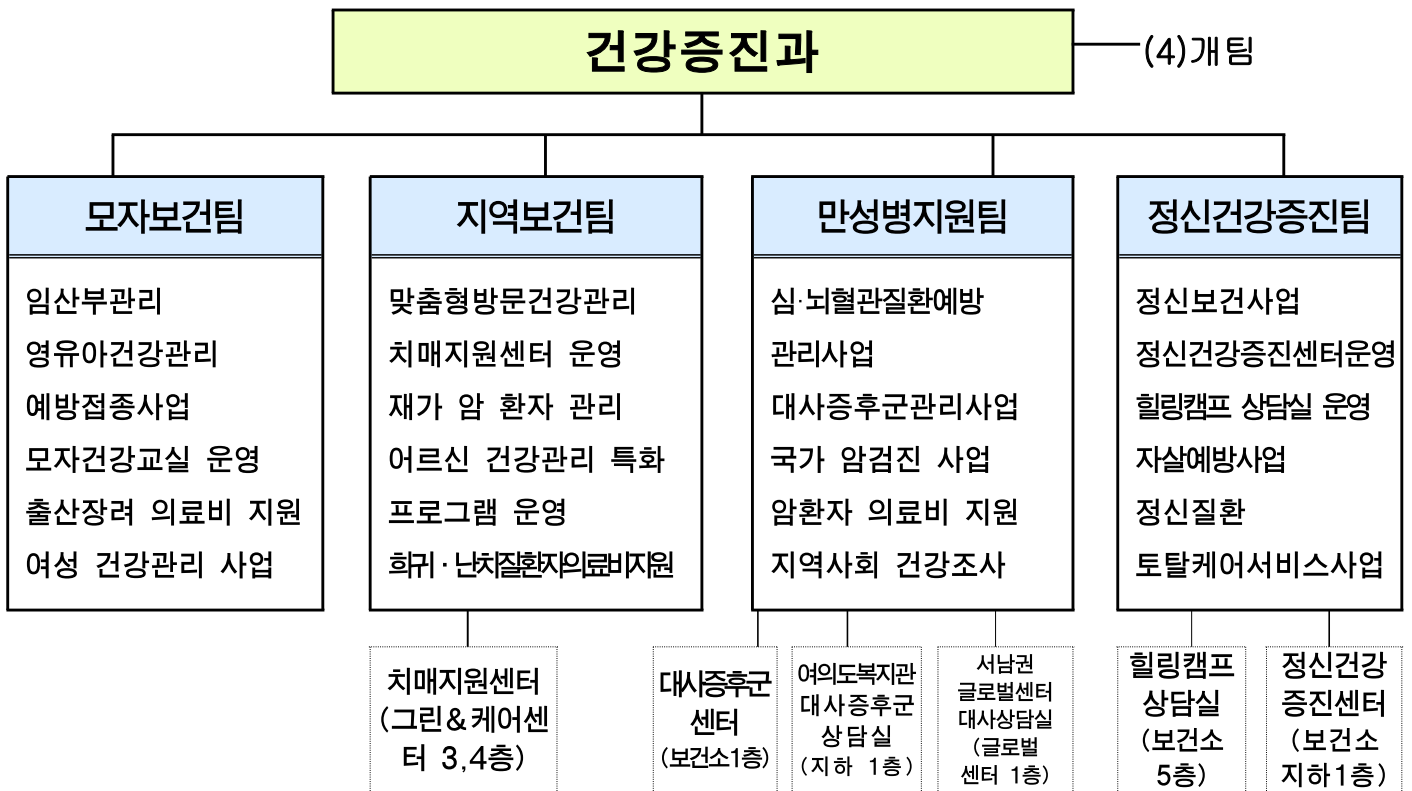 건강증진과
(4)개팀
모자보건팀
임산부관리
영유아건강관리
예방접종사업
모자건강교실 운영
출산장려 의료비 지원
여성 건강관리 사업
지역보건팀
맞춤형방문건강관리
치매지원센터 운영
재가 암 환자 관리
어르신 건강관리 특화
프로그램 운영
희귀·난치질환자의료비지원
만성병지원팀
심·뇌혈관질환예방
관리사업
대사증후군관리사업
국가 암검진 사업
암환자 의료비 지원
지역사회 건강조사
정신건강증진팀
정신보건사업
정신건강증진센터운영
힐링캠프 상담실 운영
자살예방사업
정신질환
토탈케어서비스사업
치매지원센터
(그린&케어센
터 3,4층)
대사증후군
센터
(보건소1층)
여의도복지관
대사증후군
상담실
(지하 1층)
서남권
글로벌센터
대사상담실
(글로벌
센터 1층)
힐링캠프
상담실
(보건소
5층)
정신건강
증진센터
(보건소
지하1층)